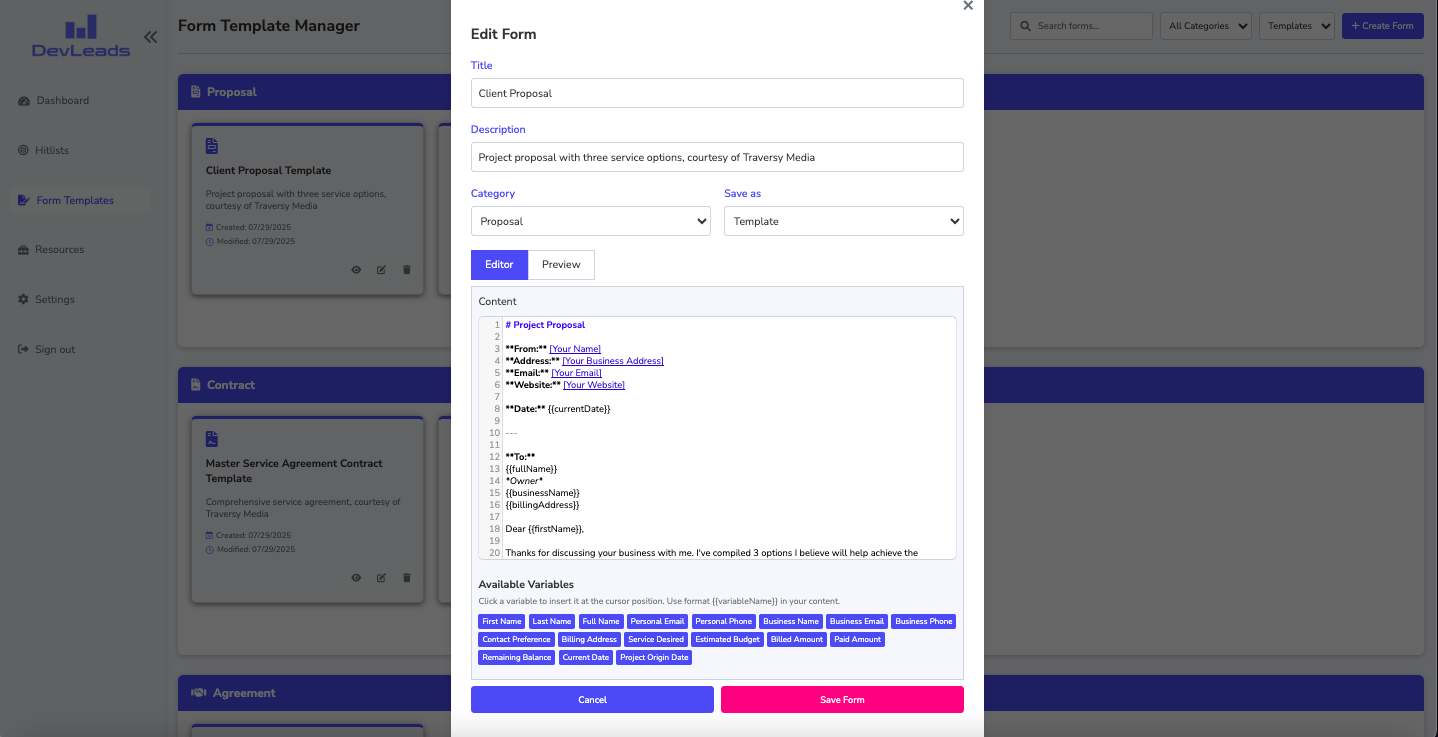 DevLeads
Dashboard
Hitlists
Form Templates
Resources
Settings
Sign out
Form Template Manager
Search forms...
All Categories
Templates
+ Create Form
Proposal
Client Proposal Template
Project proposal with three service options,
courtesy of Traversy Media
Created: 07/29/2025
Modified: 07/29/2025
Contract
Master Service Agreement Contract
Template
Comprehensive service agreement, courtesy of
Traversy Media
Created: 07/29/2025
Modified: 07/29/2025
Agreement
Edit Form
Title
Client Proposal
Description
Project proposal with three service options, courtesy of Traversy Media
Category
Save as
Proposal
Template
Editor
Preview
Content
1 # Project Proposal
2
3 **From:** [Your Name]
4 **Address:** [Your Business Address]
5 **Email:** [Your Email]
6 **Website:** [Your Website]
7
8 **Date:** {{currentDate}}
9
10 ---
11
12 **To:**
13 {{fullName}}
14 *Owner*
15 {{businessName}}
16 {{billingAddress}}
17
18 Dear {{firstName}},
19
20 Thanks for discussing your business with me. I've compiled 3 options I believe will help achieve the
Available Variables
Click a variable to insert it at the cursor position. Use format {{variableName}} in your content.
First Name Last Name Full Name Personal Email Personal Phone Business Name Business Email Business Phone
Contact Preference Billing Address Service Desired Estimated Budget Billed Amount Paid Amount
Remaining Balance Current Date Project Origin Date
Cancel
Save Form